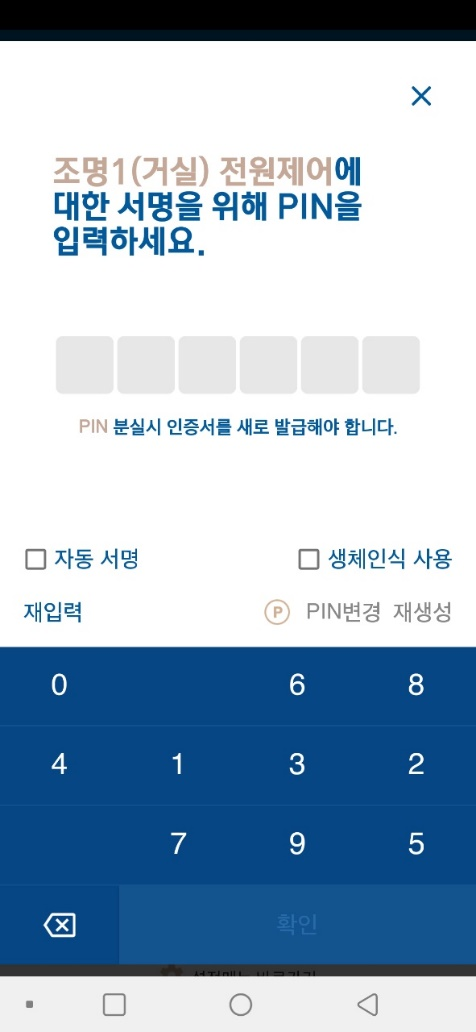 조명1(거실) 전원제어에
대한 서명을 위해 PIN을
입력하세요.
PIN 분실시 인증서를 새로 발급해야 합니다.
자동 서명 생체인식 사용
재입력 P PIN변경 재생성
0 6 8
4 1 3 2
7 9 5
확인